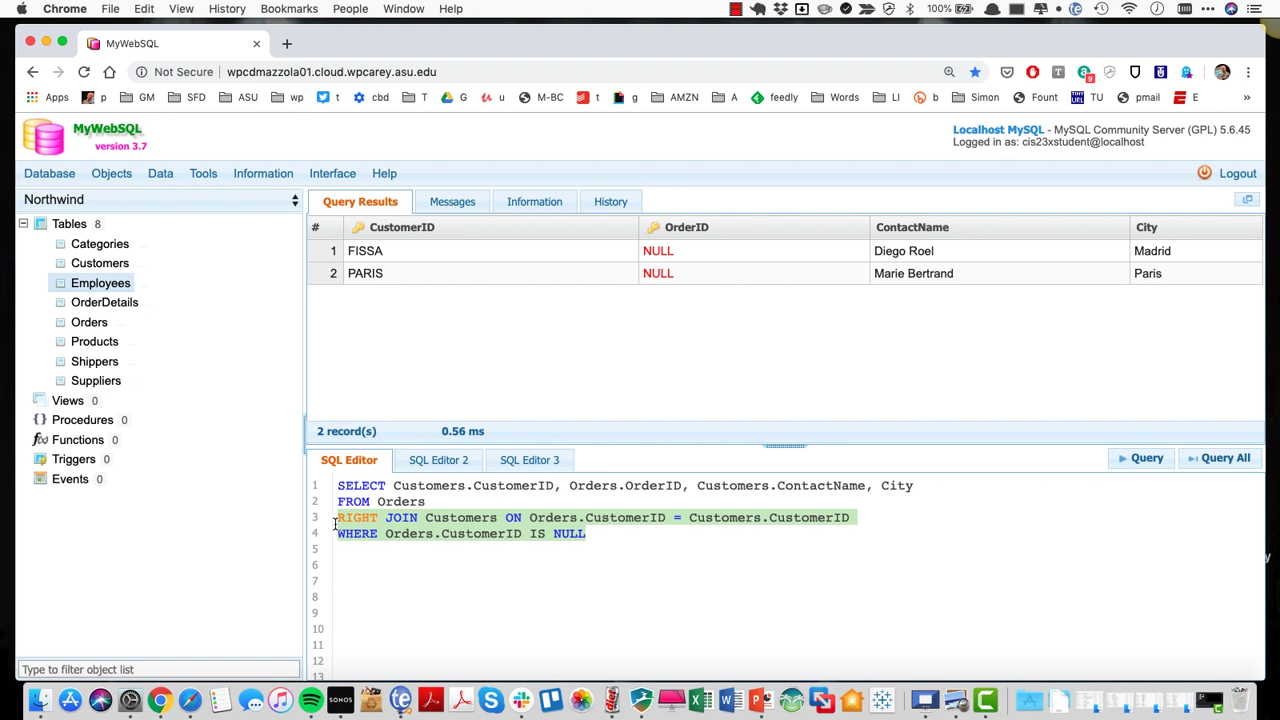 Chrome File Edit View History Bookmarks People Window Help 100%
MyWebSQL
Not Secure wpcdmazzola01.cloud.wpcarey.asu.edu
Apps p GM SFD ASU wp t cbd T G u M-BC t g AMZN A feedly Words LI b Simon Fount TU pmail E »
MyWebSQL
version 3.7
Localhost MySQL - MySQL Community Server (GPL) 5.6.45
Logged in as: cis23xstudent@localhost
Database Objects Data Tools Information Interface Help Logout
Northwind
Tables 8
Categories
Customers
Employees
OrderDetails
Orders
Products
Shippers
Suppliers
Views 0
Procedures 0
Functions 0
Triggers 0
Events 0
Type to filter object list
Query Results Messages Information History
# CustomerID OrderID ContactName City
1 FISSA NULL Diego Roel Madrid
2 PARIS NULL Marie Bertrand Paris
2 record(s) 0.56 ms
SQL Editor SQL Editor 2 SQL Editor 3 Query Query All
1 SELECT Customers.CustomerID, Orders.OrderID, Customers.ContactName, City
2 FROM Orders
3 RIGHT JOIN Customers ON Orders.CustomerID = Customers.CustomerID
4 WHERE Orders.CustomerID IS NULL
5
6
7
8
9
10
11
12
13
SONOS